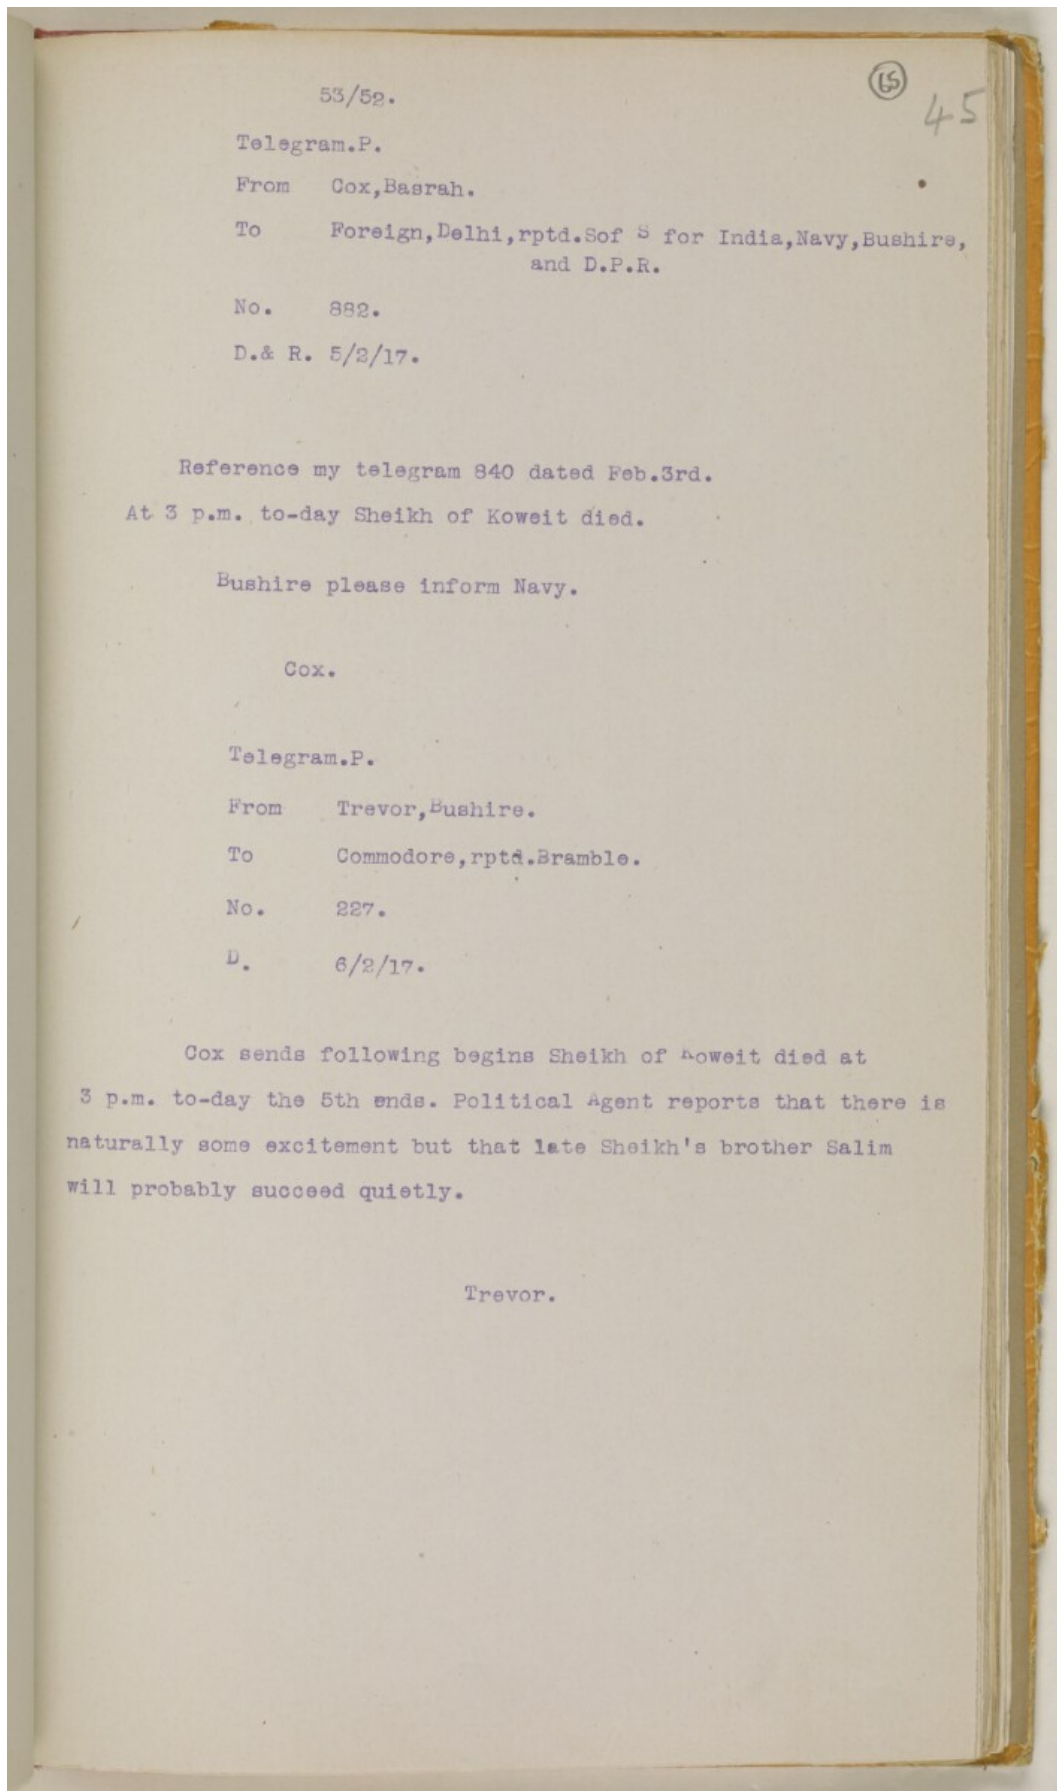 65
45
53/52.
Telegram.P.
From Cox,Basrah.
To Foreign,Delhi,rptd.Sof S for India,Navy,Bushire,
and D.P.R.
No. 882.
D.& R. 5/2/17.
Reference my telegram 840 dated Feb.3rd.
At 3 p.m. to-day Sheikh of Koweit died.
Bushire please inform Navy.
Cox.
Telegram.P.
From Trevor,Bushire.
To Commodore,rptd.Bramble.
No. 227.
D. 6/2/17.
Cox sends following begins Sheikh of Koweit died at
3 p.m. to-day the 5th ends. Political Agent reports that there is
naturally some excitement but that late Sheikh's brother Salim
will probably succeed quietly.
Trevor.